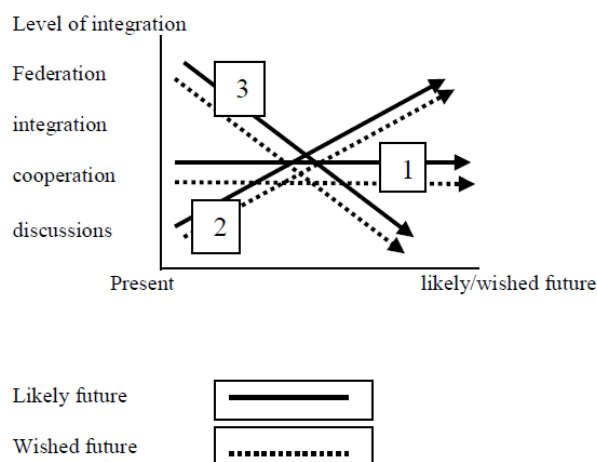 Level of integration
Federation
3
integration
1
cooperation
2
discussions
Present likely/wished future
Likely future
Wished future